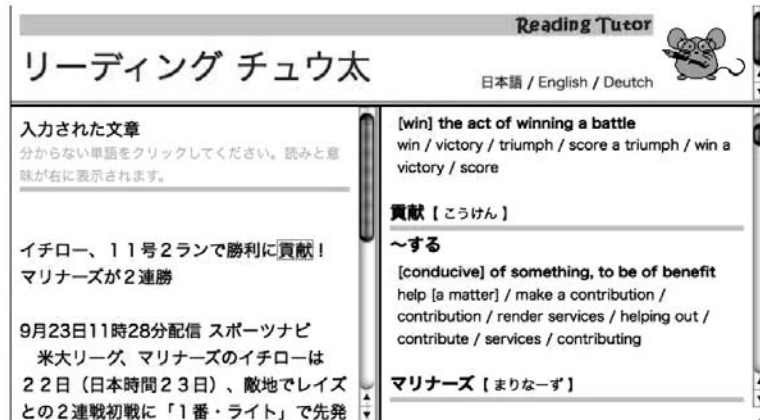 Reading Tutor
リーディング チュウ太
日本語 / English / Deutch
入力された文章
分からない単語をクリックしてください。読みと意
味が右に表示されます。
イチロー、１１号２ランで勝利に貢献！
マリナーズが２連勝
9月23日11時28分配信 スポーツナビ
　米大リーグ、マリナーズのイチローは
２２日（日本時間２３日）、敵地でレイズ
との２連戦初戦に「１番・ライト」で先発
[win] the act of winning a battle
win / victory / triumph / score a triumph / win a
victory / score
貢献【 こうけん 】
〜する
[conducive] of something, to be of benefit
help [a matter] / make a contribution /
contribution / render services / helping out /
contribute / services / contributing
マリナーズ【 まりなーず 】